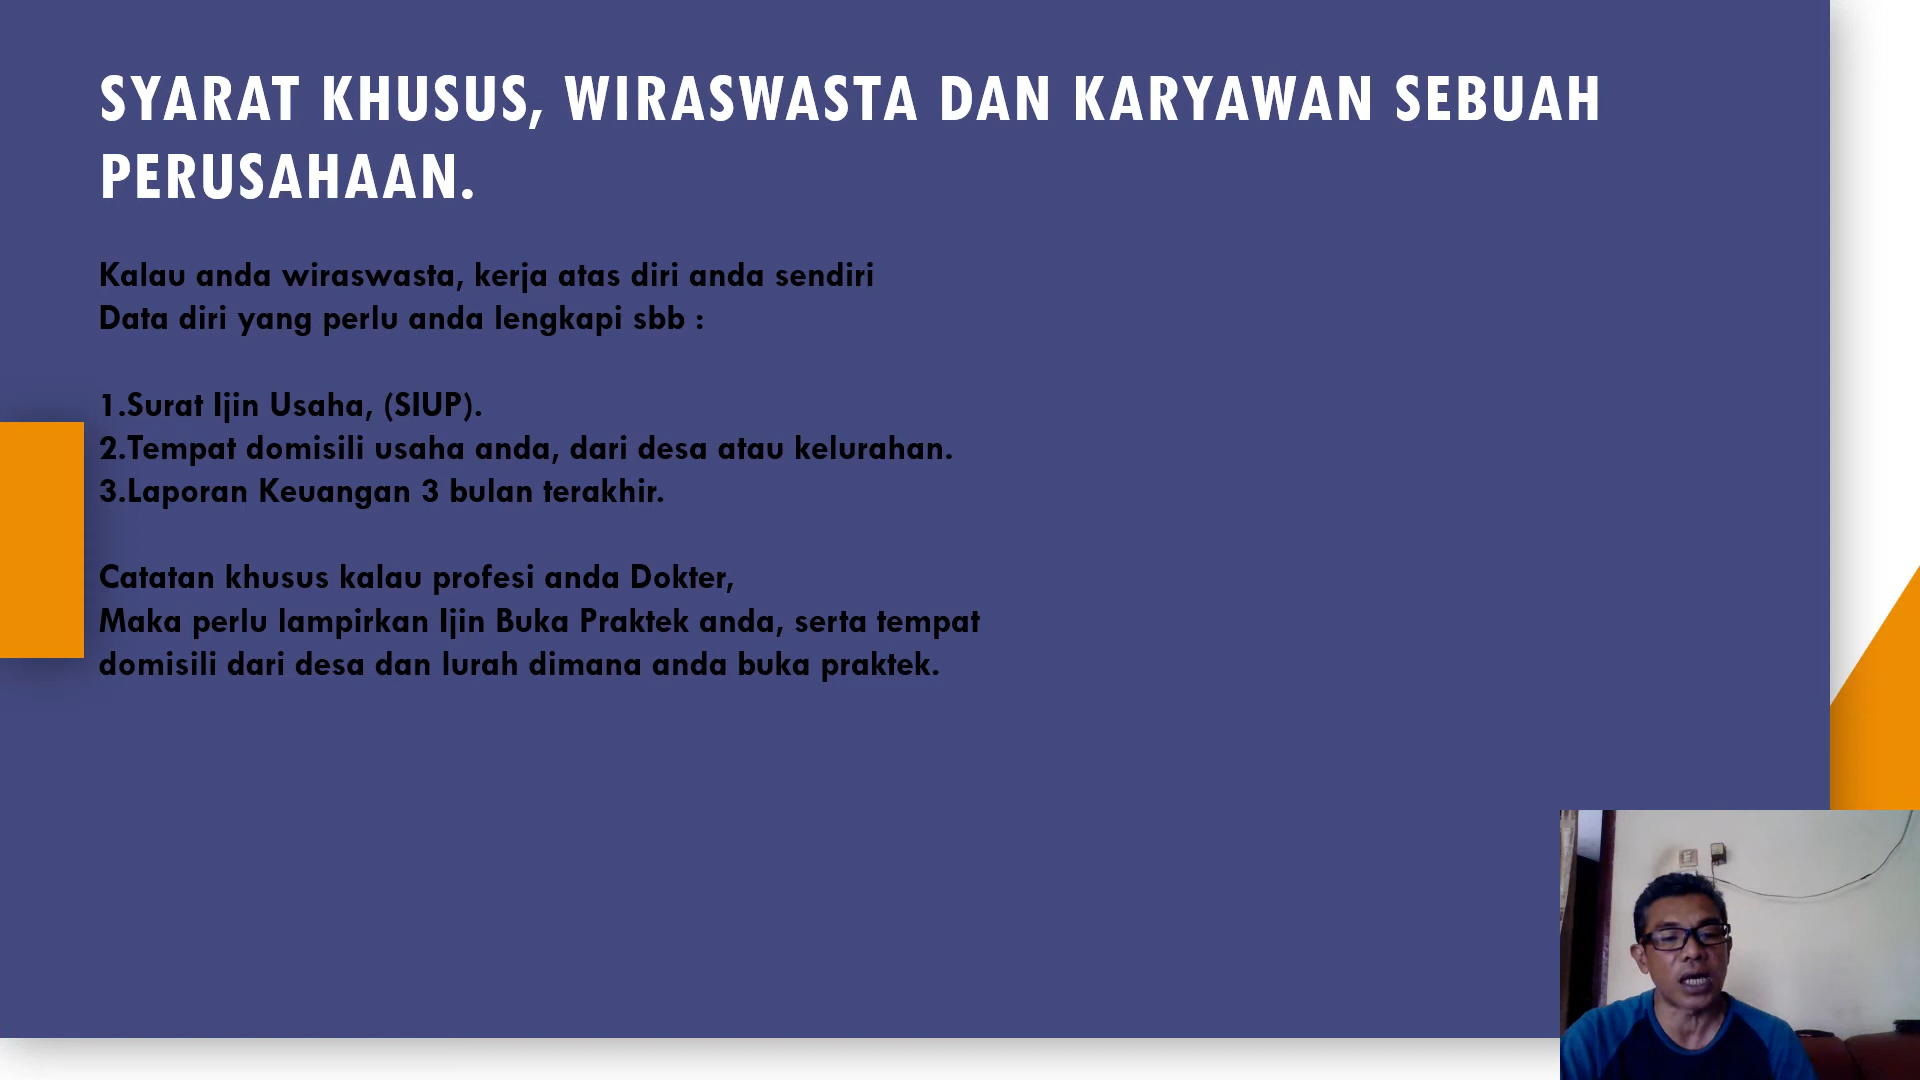 SYARAT KHUSUS, WIRASWASTA DAN KARYAWAN SEBUAH
PERUSAHAAN.
Kalau anda wiraswasta, kerja atas diri anda sendiri
Data diri yang perlu anda lengkapi sbb :
1.Surat Ijin Usaha, (SIUP).
2.Tempat domisili usaha anda, dari desa atau kelurahan.
3.Laporan Keuangan 3 bulan terakhir.
Catatan khusus kalau profesi anda Dokter,
Maka perlu lampirkan Ijin Buka Praktek anda, serta tempat
domisili dari desa dan lurah dimana anda buka praktek.